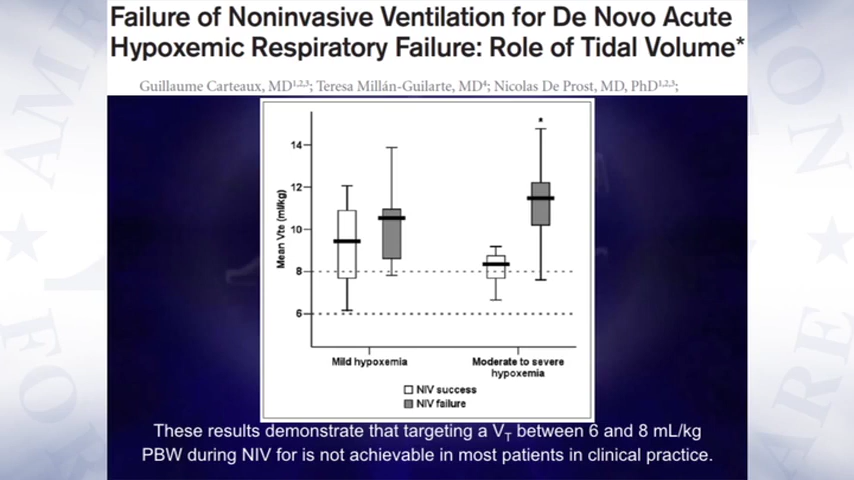 Failure of Noninvasive Ventilation for De Novo Acute
Hypoxemic Respiratory Failure: Role of Tidal Volume*
Guillaume Carteaux, MD1,2,3; Teresa Millán-Guilarte, MD4; Nicolas De Prost, MD, PhD1,2,3;
*
14
12
10
8
6
Mean Vte (ml/kg)
Mild hypoxemia
Moderate to severe
hypoxemia
NIV success
NIV failure
These results demonstrate that targeting a VT between 6 and 8 mL/kg
PBW during NIV for is not achievable in most patients in clinical practice.